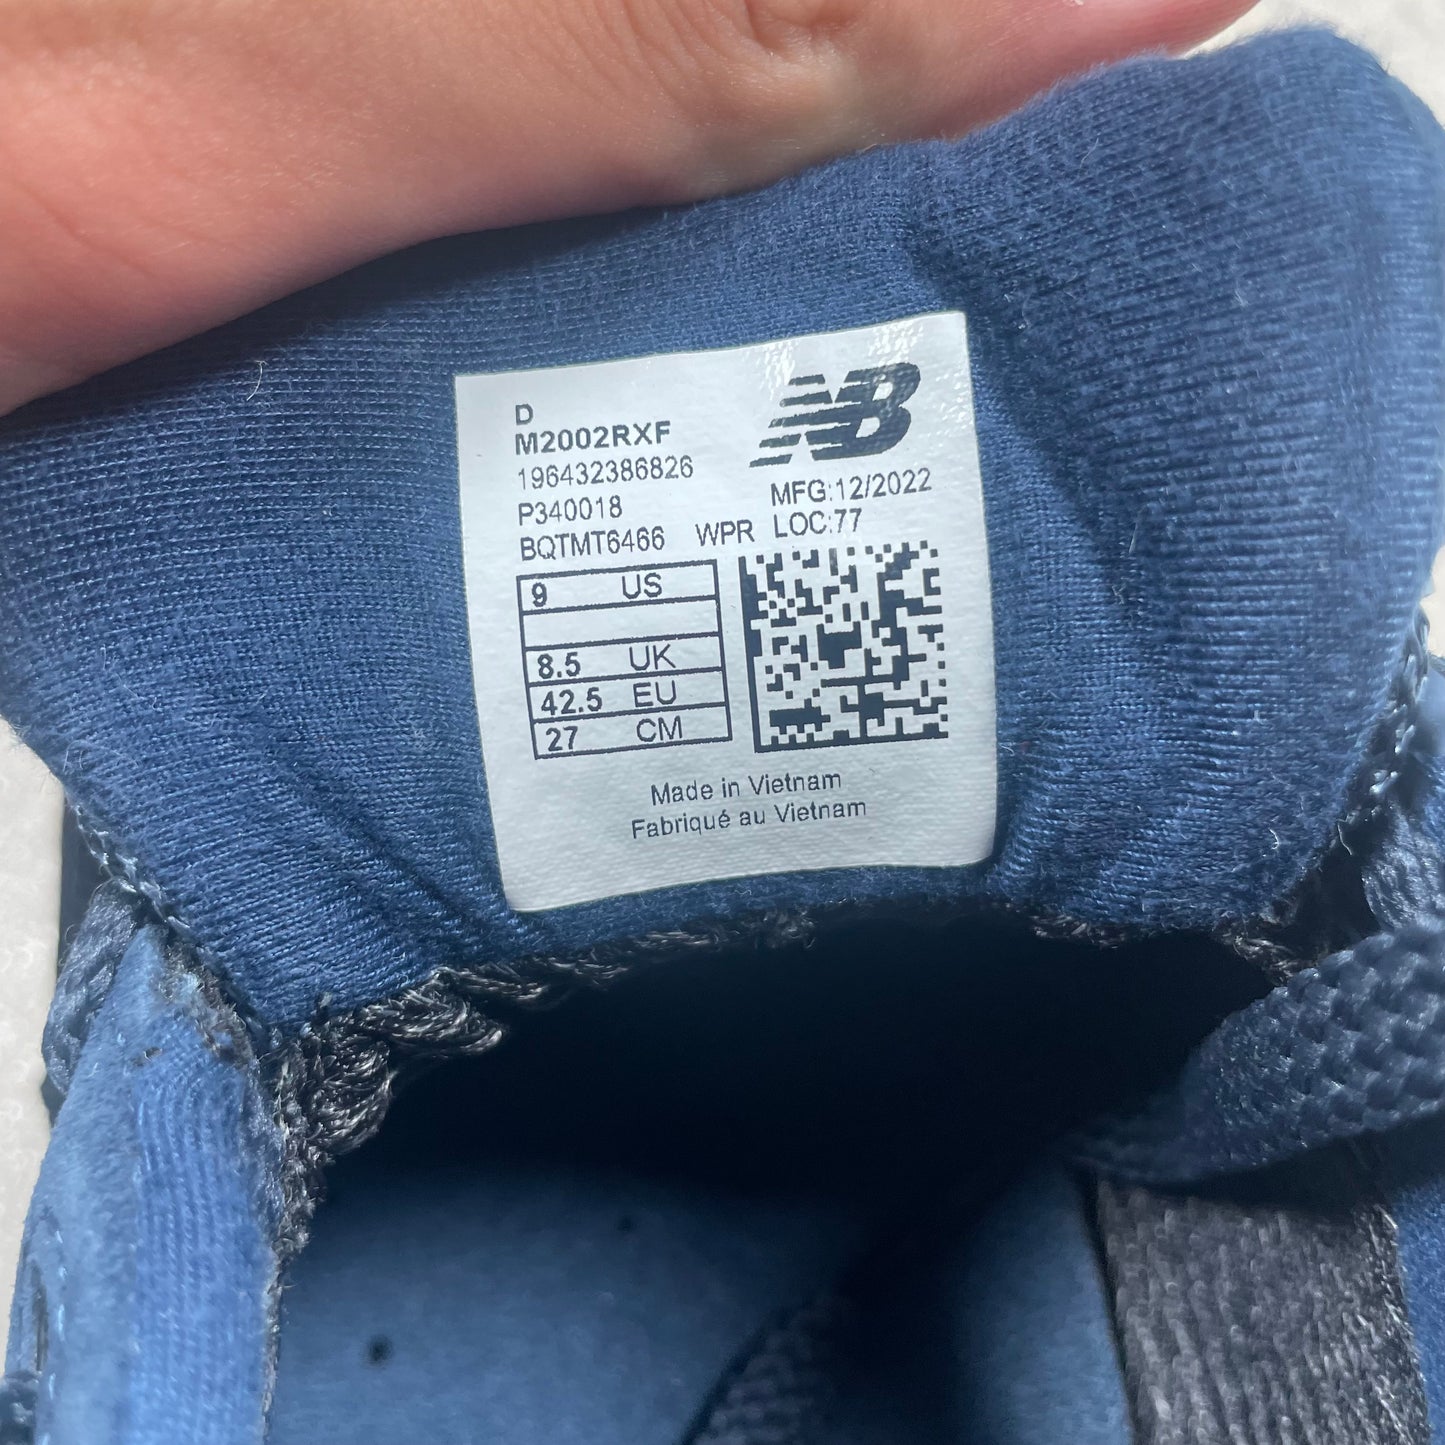 D
M2002RXF
NB
196432386826
MFG:12/2022
P340018
LOC:77
BQTMT6466 WPR
9 US
8.5 UK
42.5 EU
27 CM
Made in Vietnam
Fabriqué au Vietnam